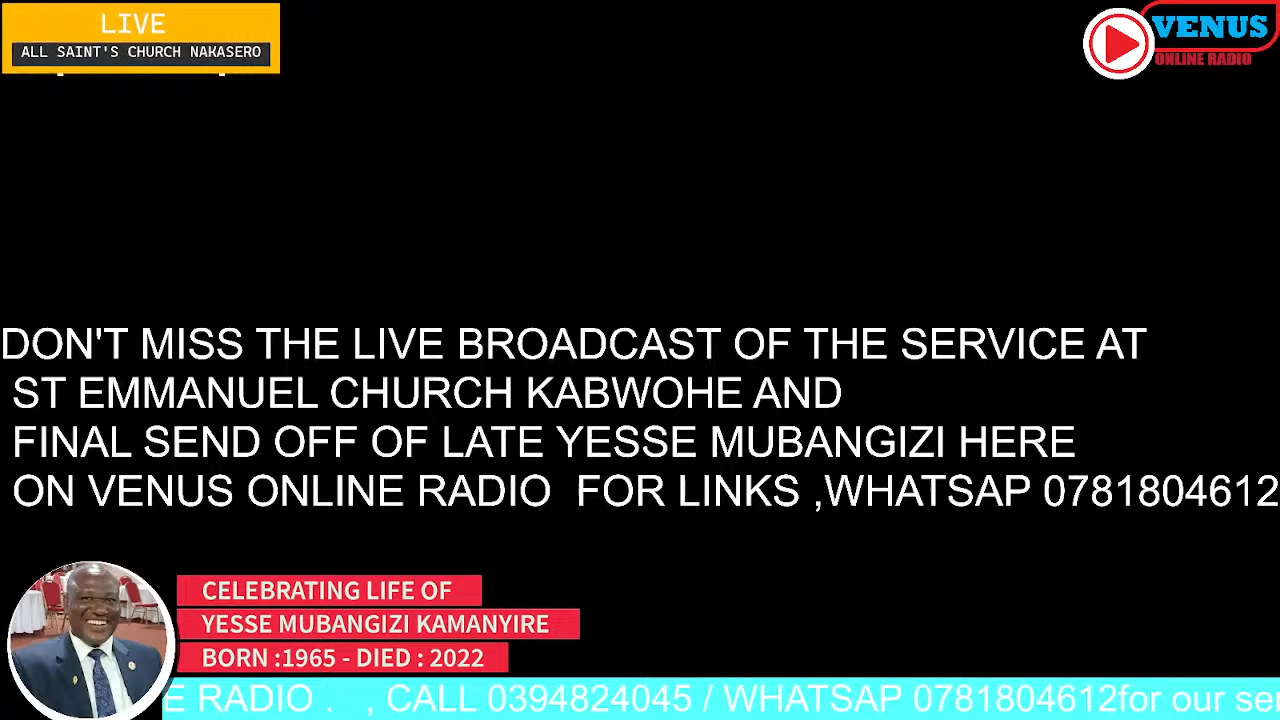 LIVE
ALL SAINT'S CHURCH NAKASERO
VENUS
ONLINE RADIO
DON'T MISS THE LIVE BROADCAST OF THE SERVICE AT
ST EMMANUEL CHURCH KABWOHE AND
FINAL SEND OFF OF LATE YESSE MUBANGIZI HERE
ON VENUS ONLINE RADIO FOR LINKS ,WHATSAP 0781804612
CELEBRATING LIFE OF
YESSE MUBANGIZI KAMANYIRE
BORN :1965 - DIED : 2022
E RADIO . , CALL 0394824045 / WHATSAP 0781804612for our ser